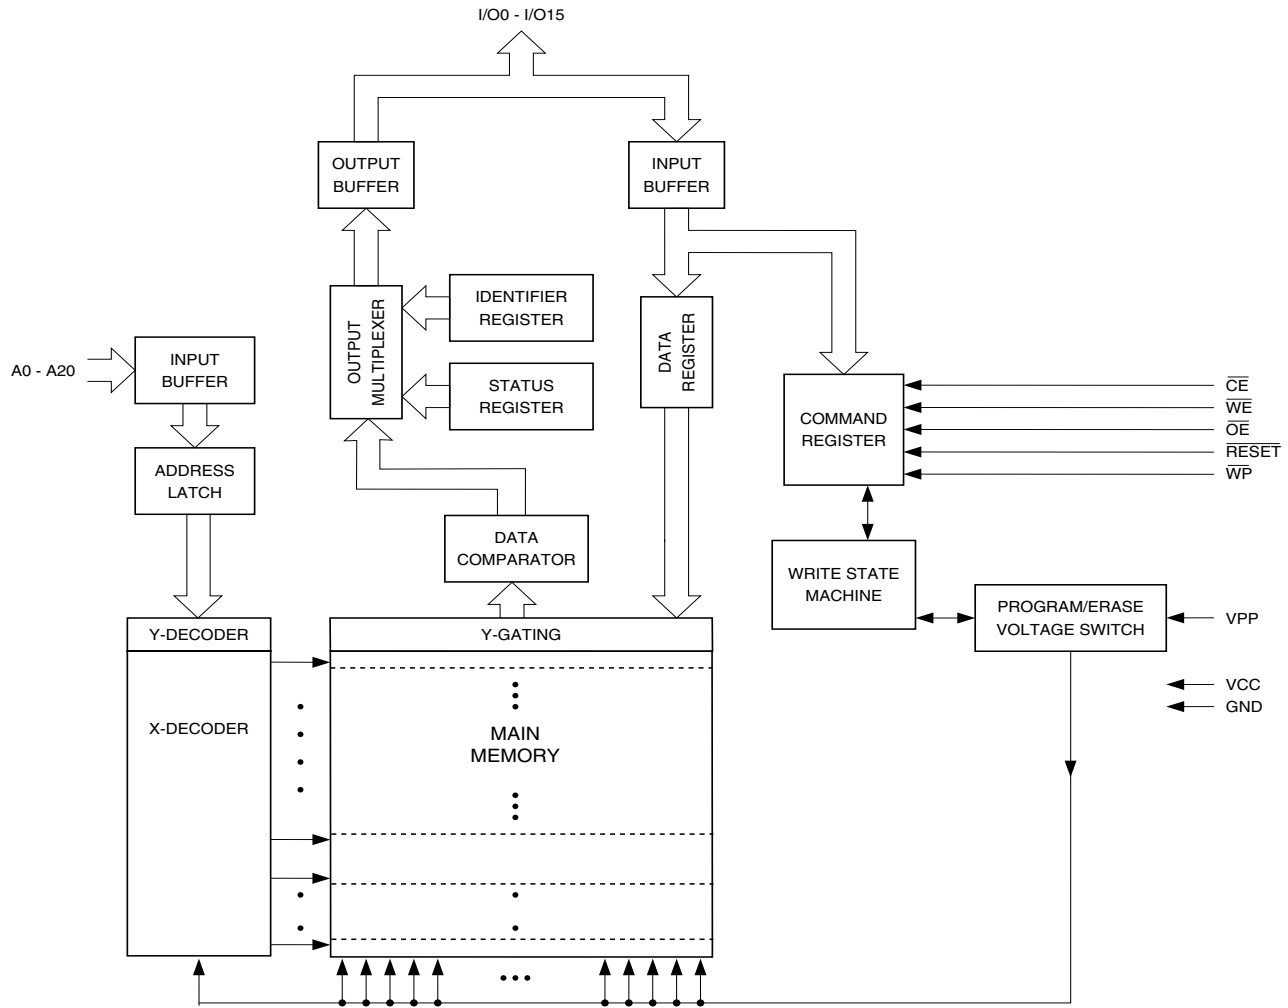 I/O0 - I/O15
OUTPUT
BUFFER
INPUT
BUFFER
IDENTIFIER
REGISTER
OUTPUT
MULTIPLEXER
DATA
REGISTER
A0 - A20
INPUT
BUFFER
STATUS
REGISTER
COMMAND
REGISTER
CE
WE
OE
RESET
WP
ADDRESS
LATCH
DATA
COMPARATOR
WRITE STATE
MACHINE
PROGRAM/ERASE
VOLTAGE SWITCH
VPP
VCC
GND
Y-DECODER
Y-GATING
X-DECODER
MAIN
MEMORY